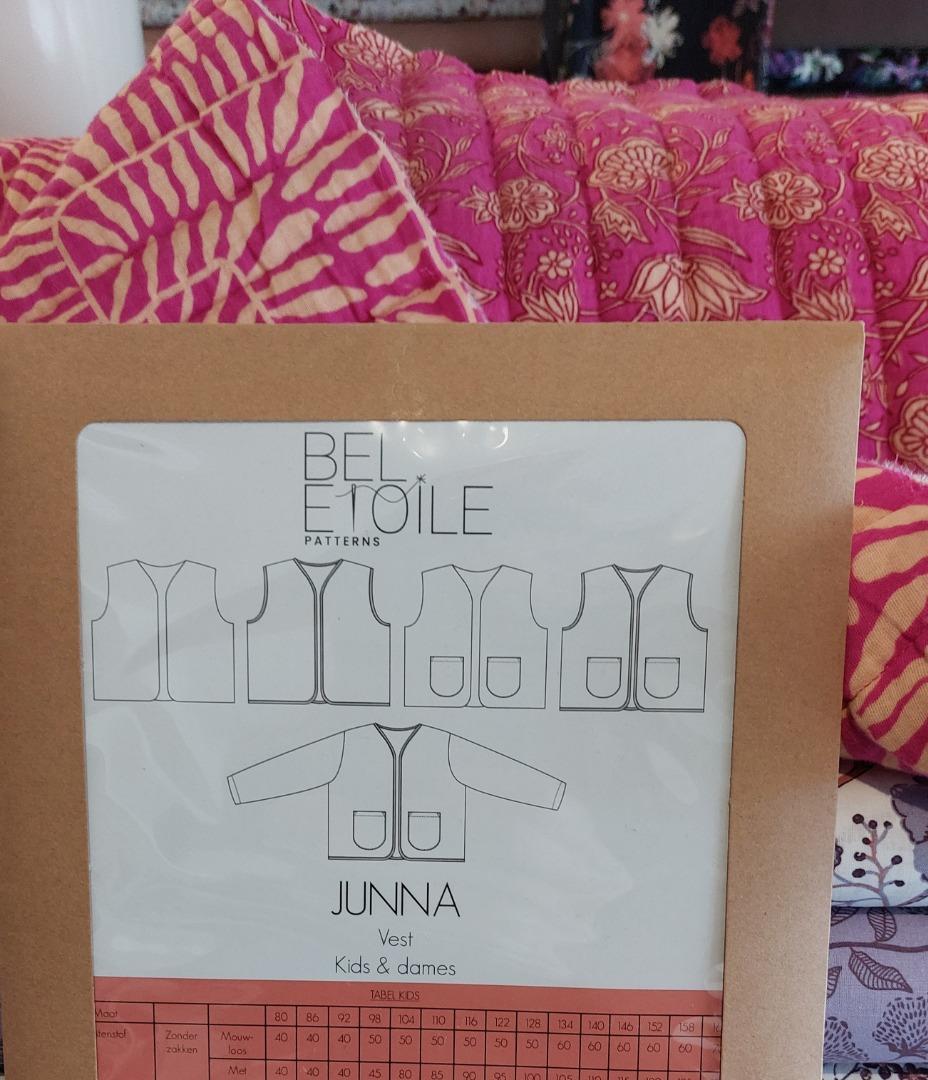 BEL
ETOILE
PATTERNS
JUNNA
Vest
Kids & dames
TABEL KIDS
80 86 92 98 104 110 116 122 128 134 140 146 152 158
Zonder zakken Mouw-loos 40 40 40 50 50 50 50 50 50 60 60 60 60 60
Met 40 40 40 45 80 85 90 95 100 105 110